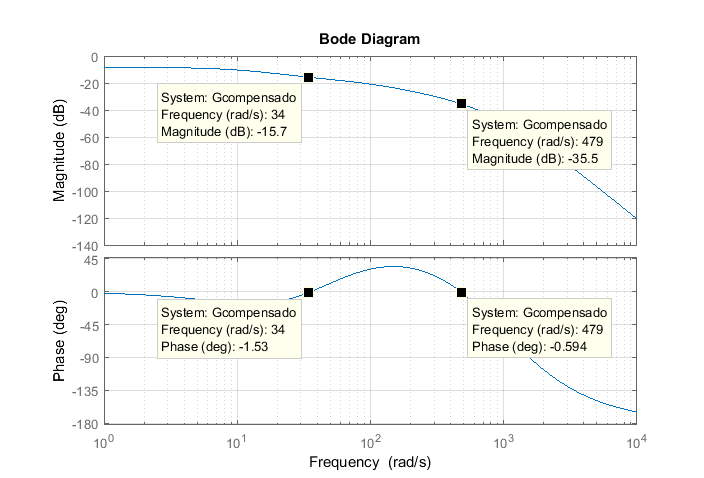 Bode Diagram
Magnitude (dB)
0
-20
-40
-60
-80
-100
-120
-140
System: Gcompensado
Frequency (rad/s): 34
Magnitude (dB): -15.7
System: Gcompensado
Frequency (rad/s): 479
Magnitude (dB): -35.5
Phase (deg)
45
0
-45
-90
-135
-180
System: Gcompensado
Frequency (rad/s): 34
Phase (deg): -1.53
System: Gcompensado
Frequency (rad/s): 479
Phase (deg): -0.594
10^0 10^1 10^2 10^3 10^4
Frequency (rad/s)